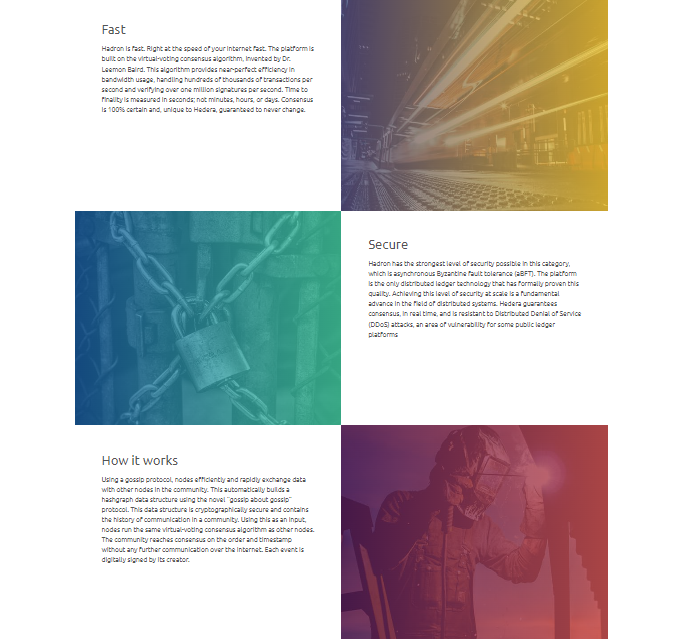 Fast
Hadron is fast. Right at the speed of your internet fast. The platform is
built on the virtual-voting consensus algorithm, invented by Dr.
Leemon Baird. This algorithm provides near-perfect efficiency in
bandwidth usage, handling hundreds of thousands of transactions per
second and verifying over one million signatures per second. Time to
finality is measured in seconds; not minutes, hours, or days. Consensus
is 100% certain and, unique to Hedera, guaranteed to never change.
Secure
Hadron has the strongest level of security possible in this category,
which is asynchronous Byzantine fault tolerance (aBFT). The platform
is the only distributed ledger technology that has formally proven this
quality. Achieving this level of security at scale is a fundamental
advance in the field of distributed systems. Hedera guarantees
consensus, in real time, and is resistant to Distributed Denial of Service
(DDoS) attacks, an area of vulnerability for some public ledger
platforms
How it works
Using a gossip protocol, nodes efficiently and rapidly exchange data
with other nodes in the community. This automatically builds a
hashgraph data structure using the novel "gossip about gossip"
protocol. This data structure is cryptographically secure and contains
the history of communication in a community. Using this as an input,
nodes run the same virtual-voting consensus algorithm as other nodes.
The community reaches consensus on the order and timestamp
without any further communication over the internet. Each event is
digitally signed by its creator.